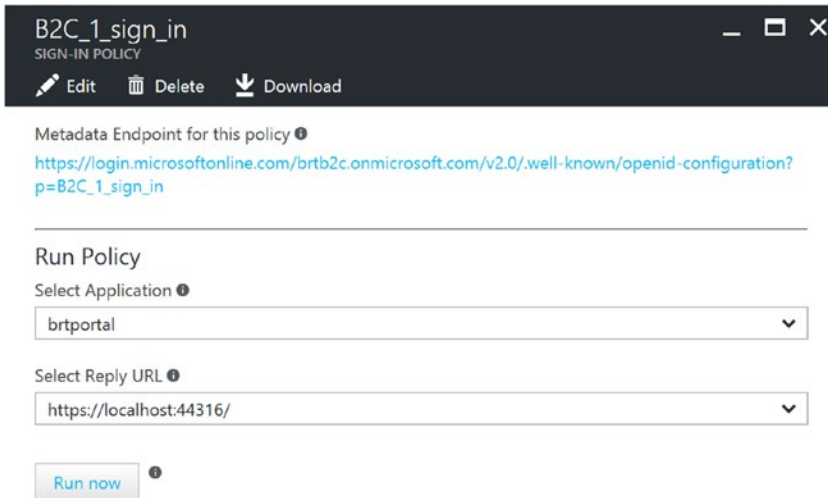 B2C_1_sign_in
SIGN-IN POLICY
Edit Delete Download
Metadata Endpoint for this policy
https://login.microsoftonline.com/brtb2c.onmicrosoft.com/v2.0/.well-known/openid-configuration?
p=B2C_1_sign_in
Run Policy
Select Application
brtportal
Select Reply URL
https://localhost:44316/
Run now